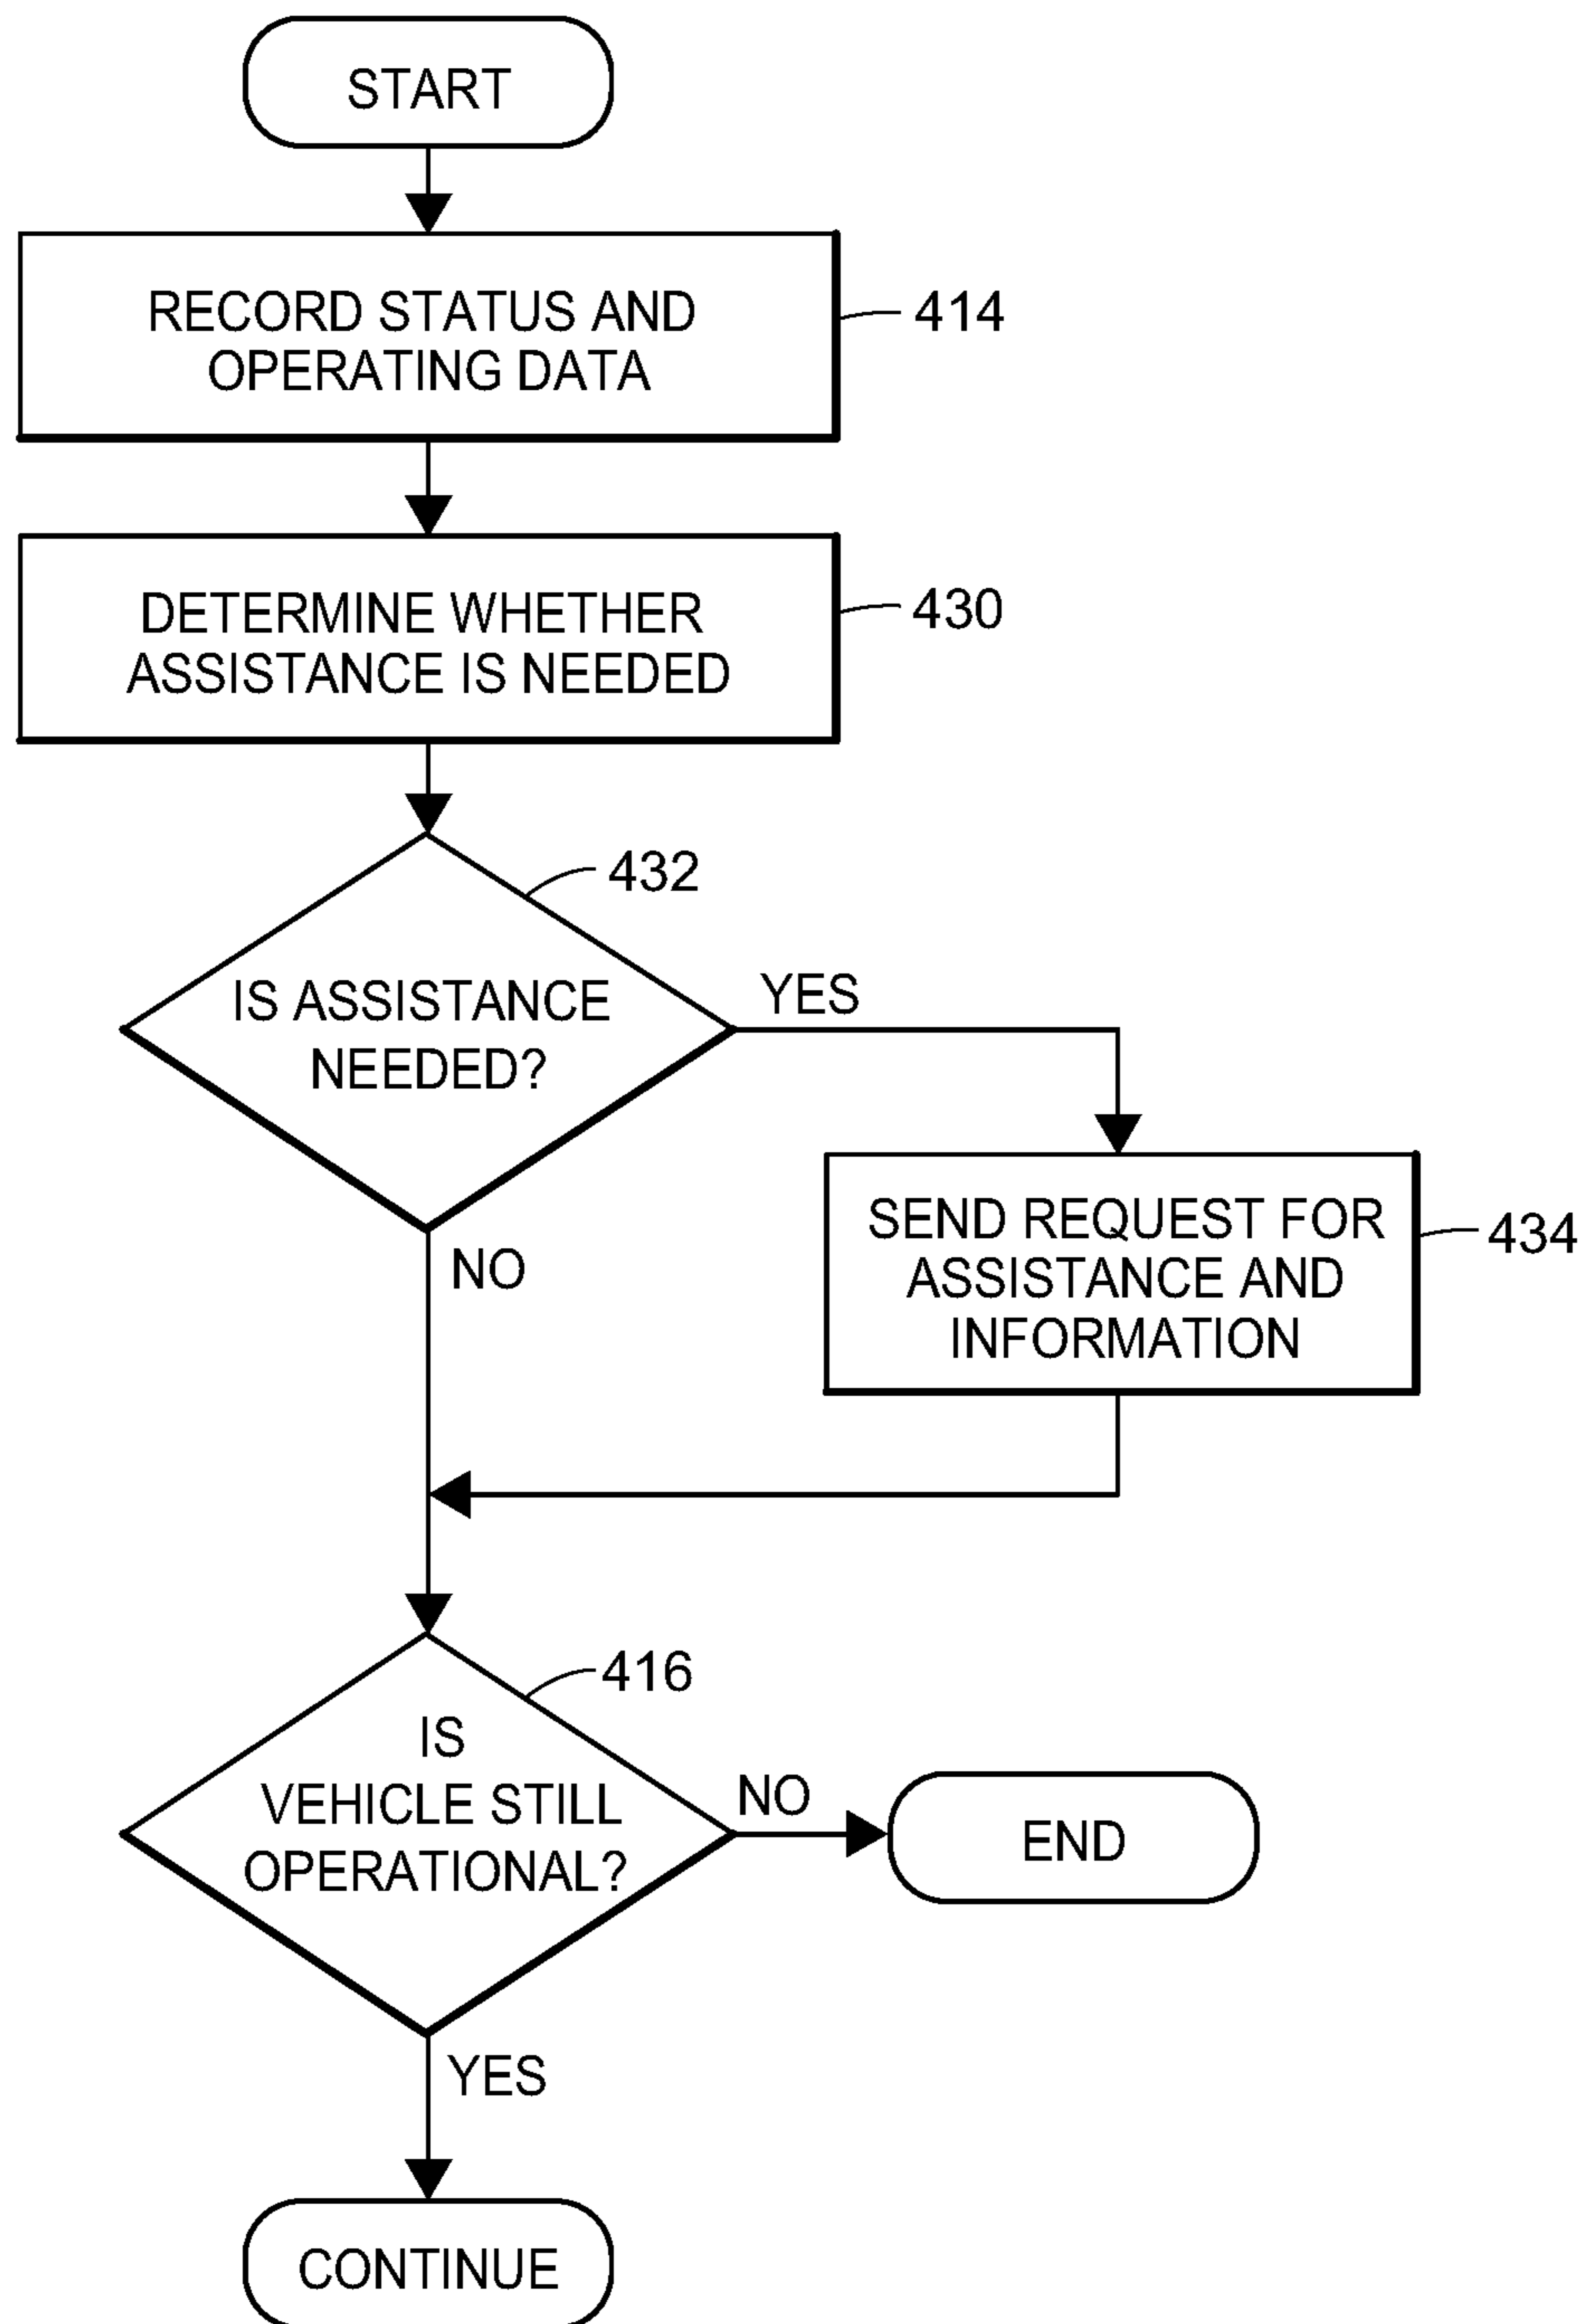 START
RECORD STATUS AND
OPERATING DATA
414
DETERMINE WHETHER
ASSISTANCE IS NEEDED
430
432
IS ASSISTANCE
NEEDED?
YES
NO
SEND REQUEST FOR
ASSISTANCE AND
INFORMATION
434
416
IS
VEHICLE STILL
OPERATIONAL?
NO
END
YES
CONTINUE